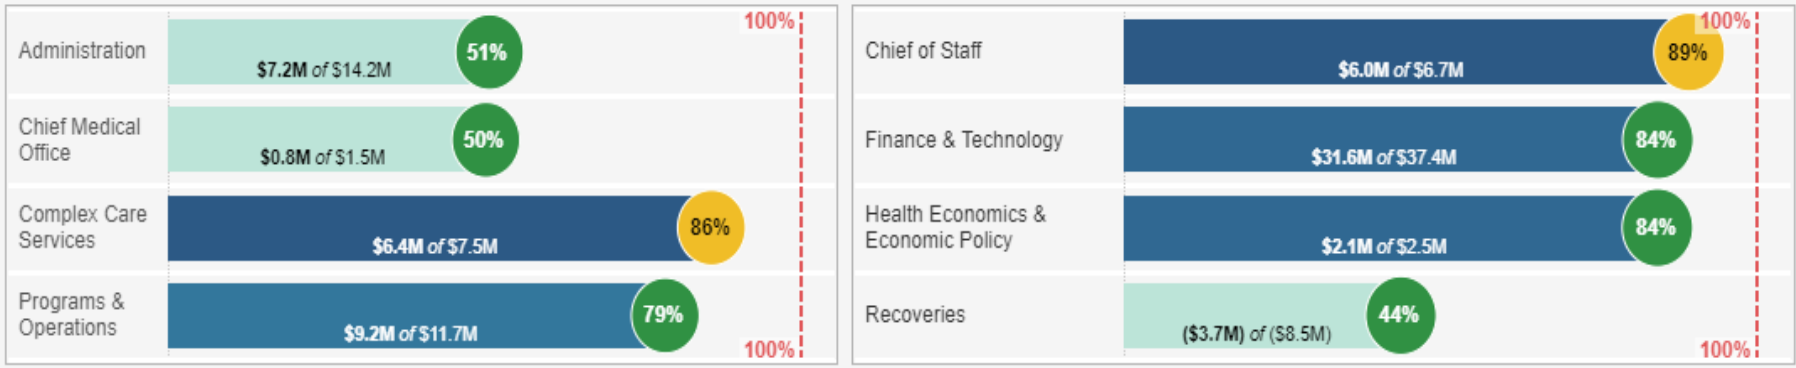 100%
Administration
51%
$7.2M of $14.2M
Chief Medical
Office
50%
$0.8M of $1.5M
Complex Care
Services
86%
$6.4M of $7.5M
Programs &
Operations
79%
$9.2M of $11.7M
100%
100%
Chief of Staff
89%
$6.0M of $6.7M
Finance & Technology
84%
$31.6M of $37.4M
Health Economics &
Economic Policy
84%
$2.1M of $2.5M
Recoveries
44%
($3.7M) of ($8.5M)
100%